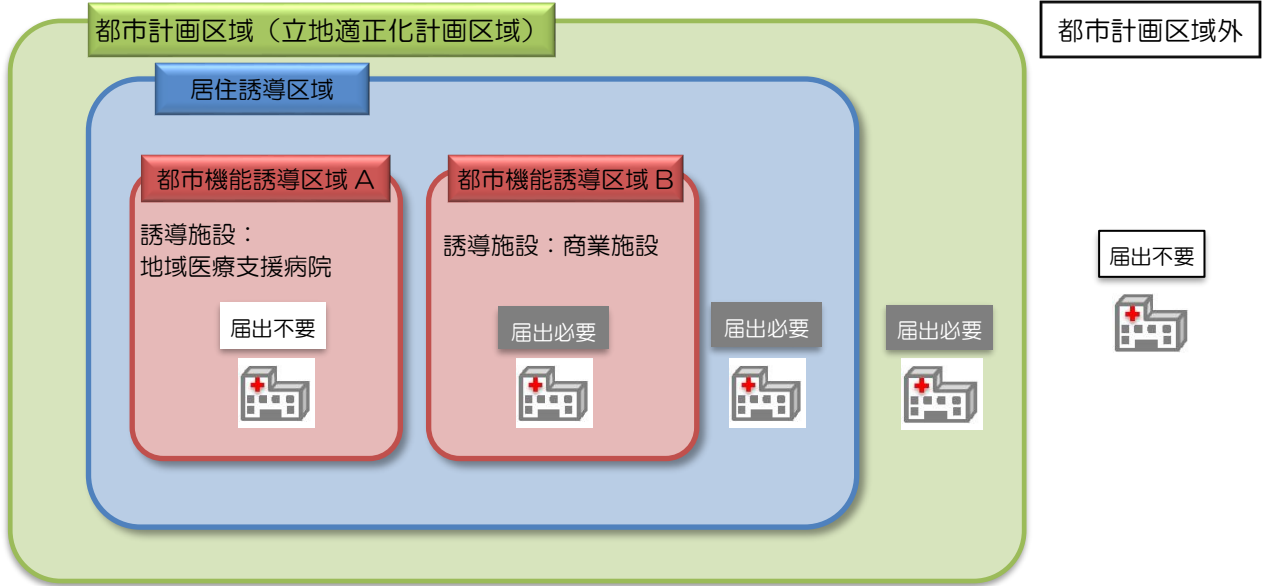 都市計画区域(立地適正化計画区域)
都市計画区域外
居住誘導区域
都市機能誘導区域 A
都市機能誘導区域 B
誘導施設:
地域医療支援病院
誘導施設:商業施設
届出不要
届出必要
届出必要
届出必要
届出不要